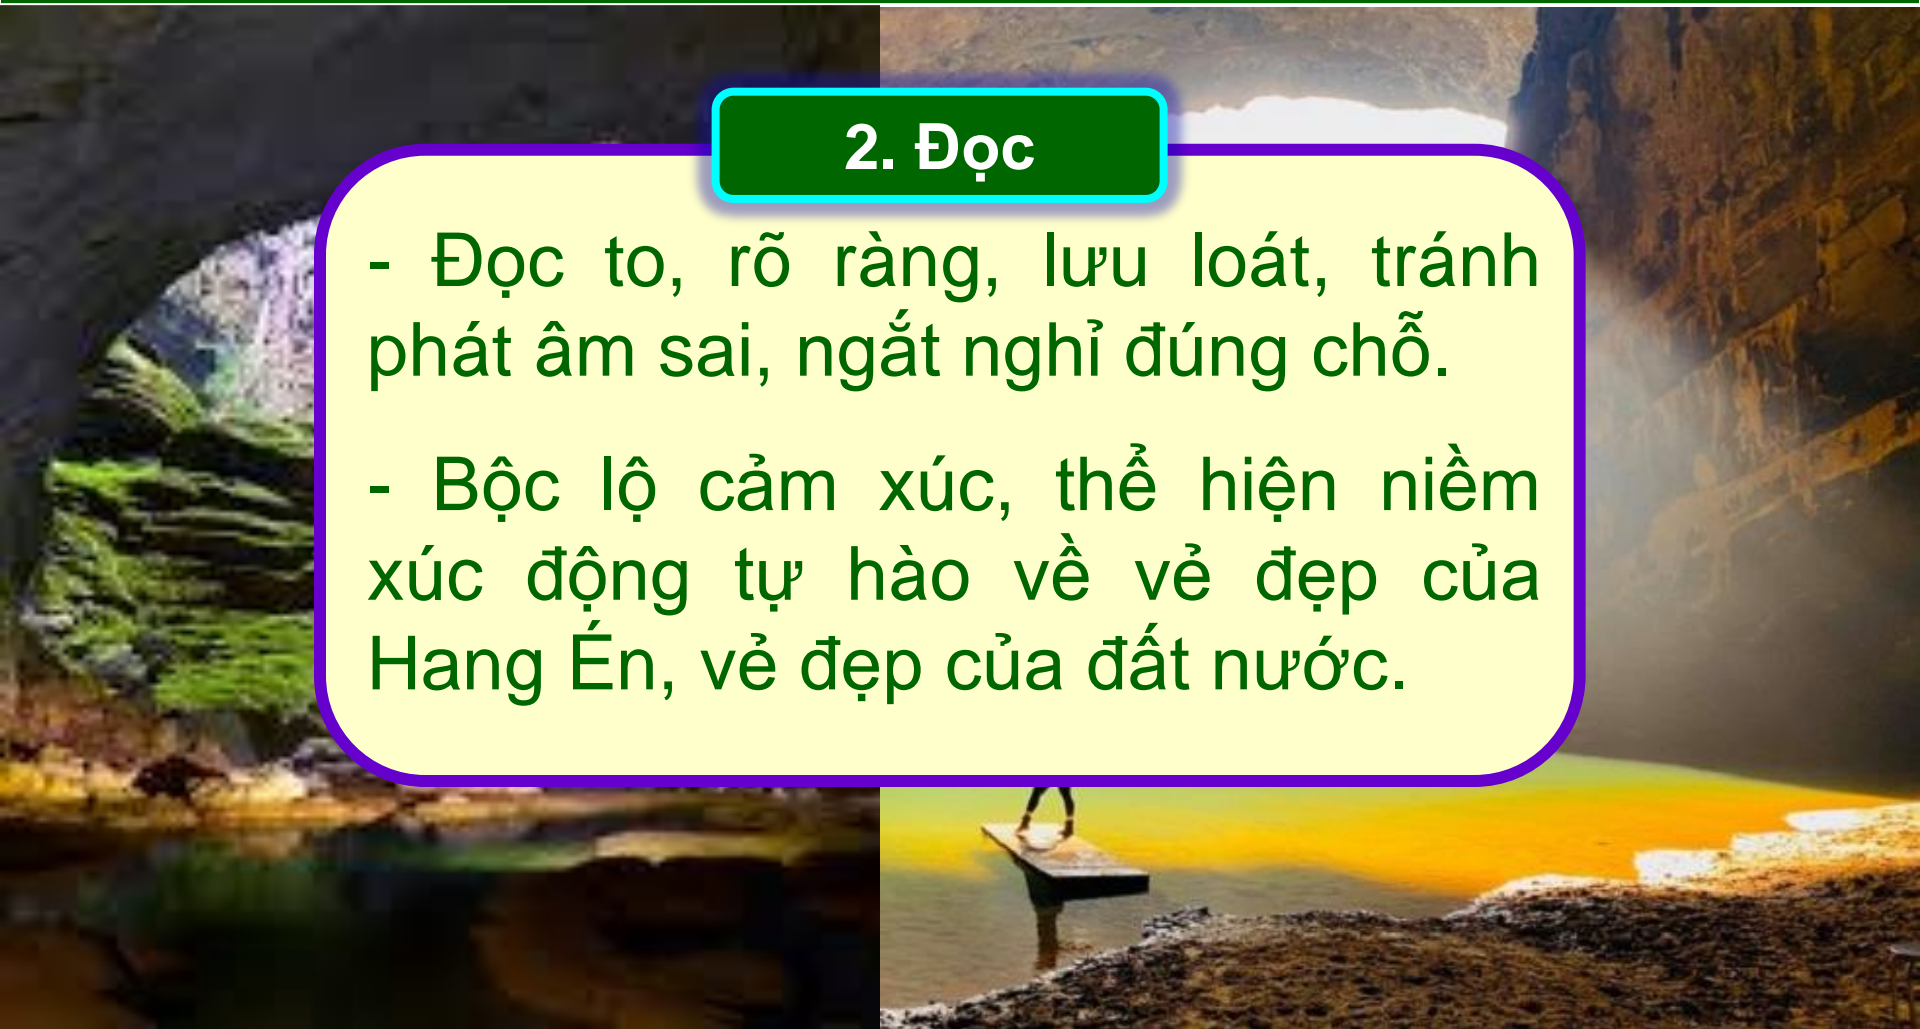 2. Đọc
- Đọc to, rõ ràng, lưu loát, tránh
phát âm sai, ngắt nghỉ đúng chỗ.
- Bộc lộ cảm xúc, thể hiện niềm
xúc động tự hào về vẻ đẹp của
Hang Én, vẻ đẹp của đất nước.